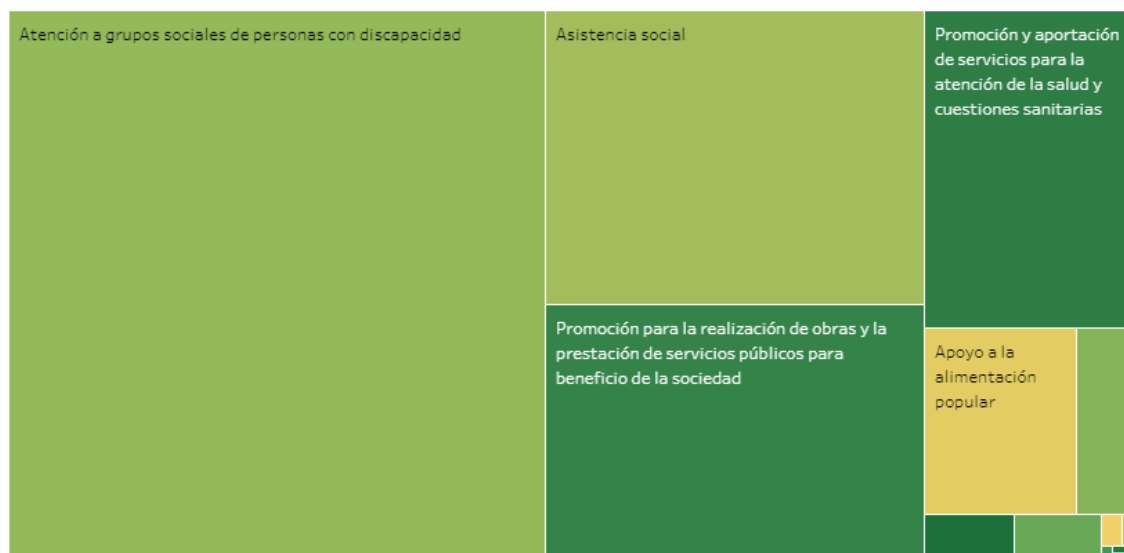 Atención a grupos sociales de personas con discapacidad
Asistencia social
Promoción para la realización de obras y la
prestación de servicios públicos para
beneficio de la sociedad
Promoción y aportación
de servicios para la
atención de la salud y
cuestiones sanitarias
Apoyo a la
alimentación
popular